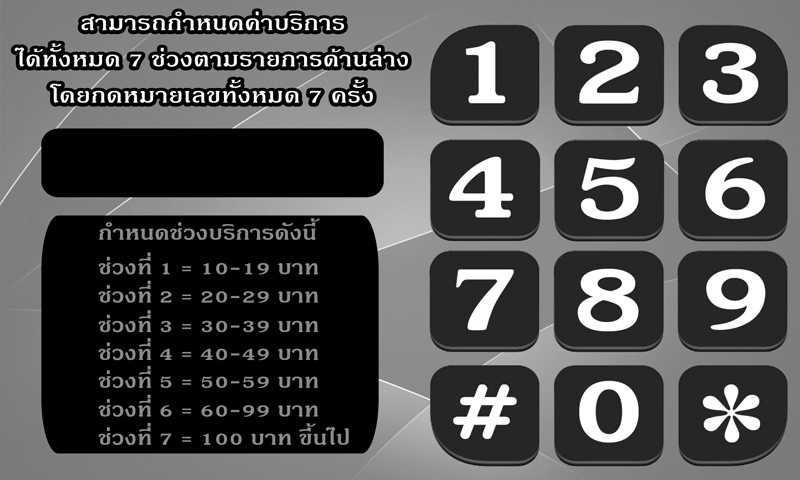 สามารถกำหนดค่าบริการ
ได้ทั้งหมด 7 ช่วงตามรายการด้านล่าง
โดยกดหมายเลขทั้งหมด 7 ครั้ง
กำหนดช่วงบริการดังนี้
ช่วงที่ 1 = 10-19 บาท
ช่วงที่ 2 = 20-29 บาท
ช่วงที่ 3 = 30-39 บาท
ช่วงที่ 4 = 40-49 บาท
ช่วงที่ 5 = 50-59 บาท
ช่วงที่ 6 = 60-99 บาท
ช่วงที่ 7 = 100 บาท ขึ้นไป
1 2 3
4 5 6
7 8 9
# 0 *